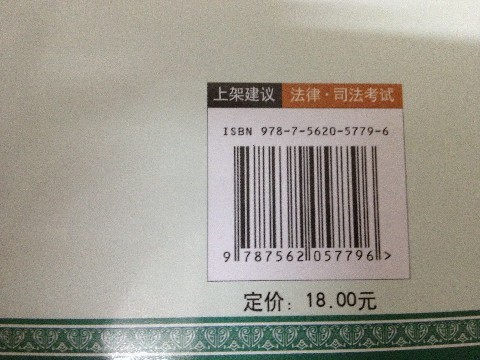 上架建议 法律·司法考试
ISBN 978-7-5620-5779-6
9 787562 057796 >
定价：18.00元